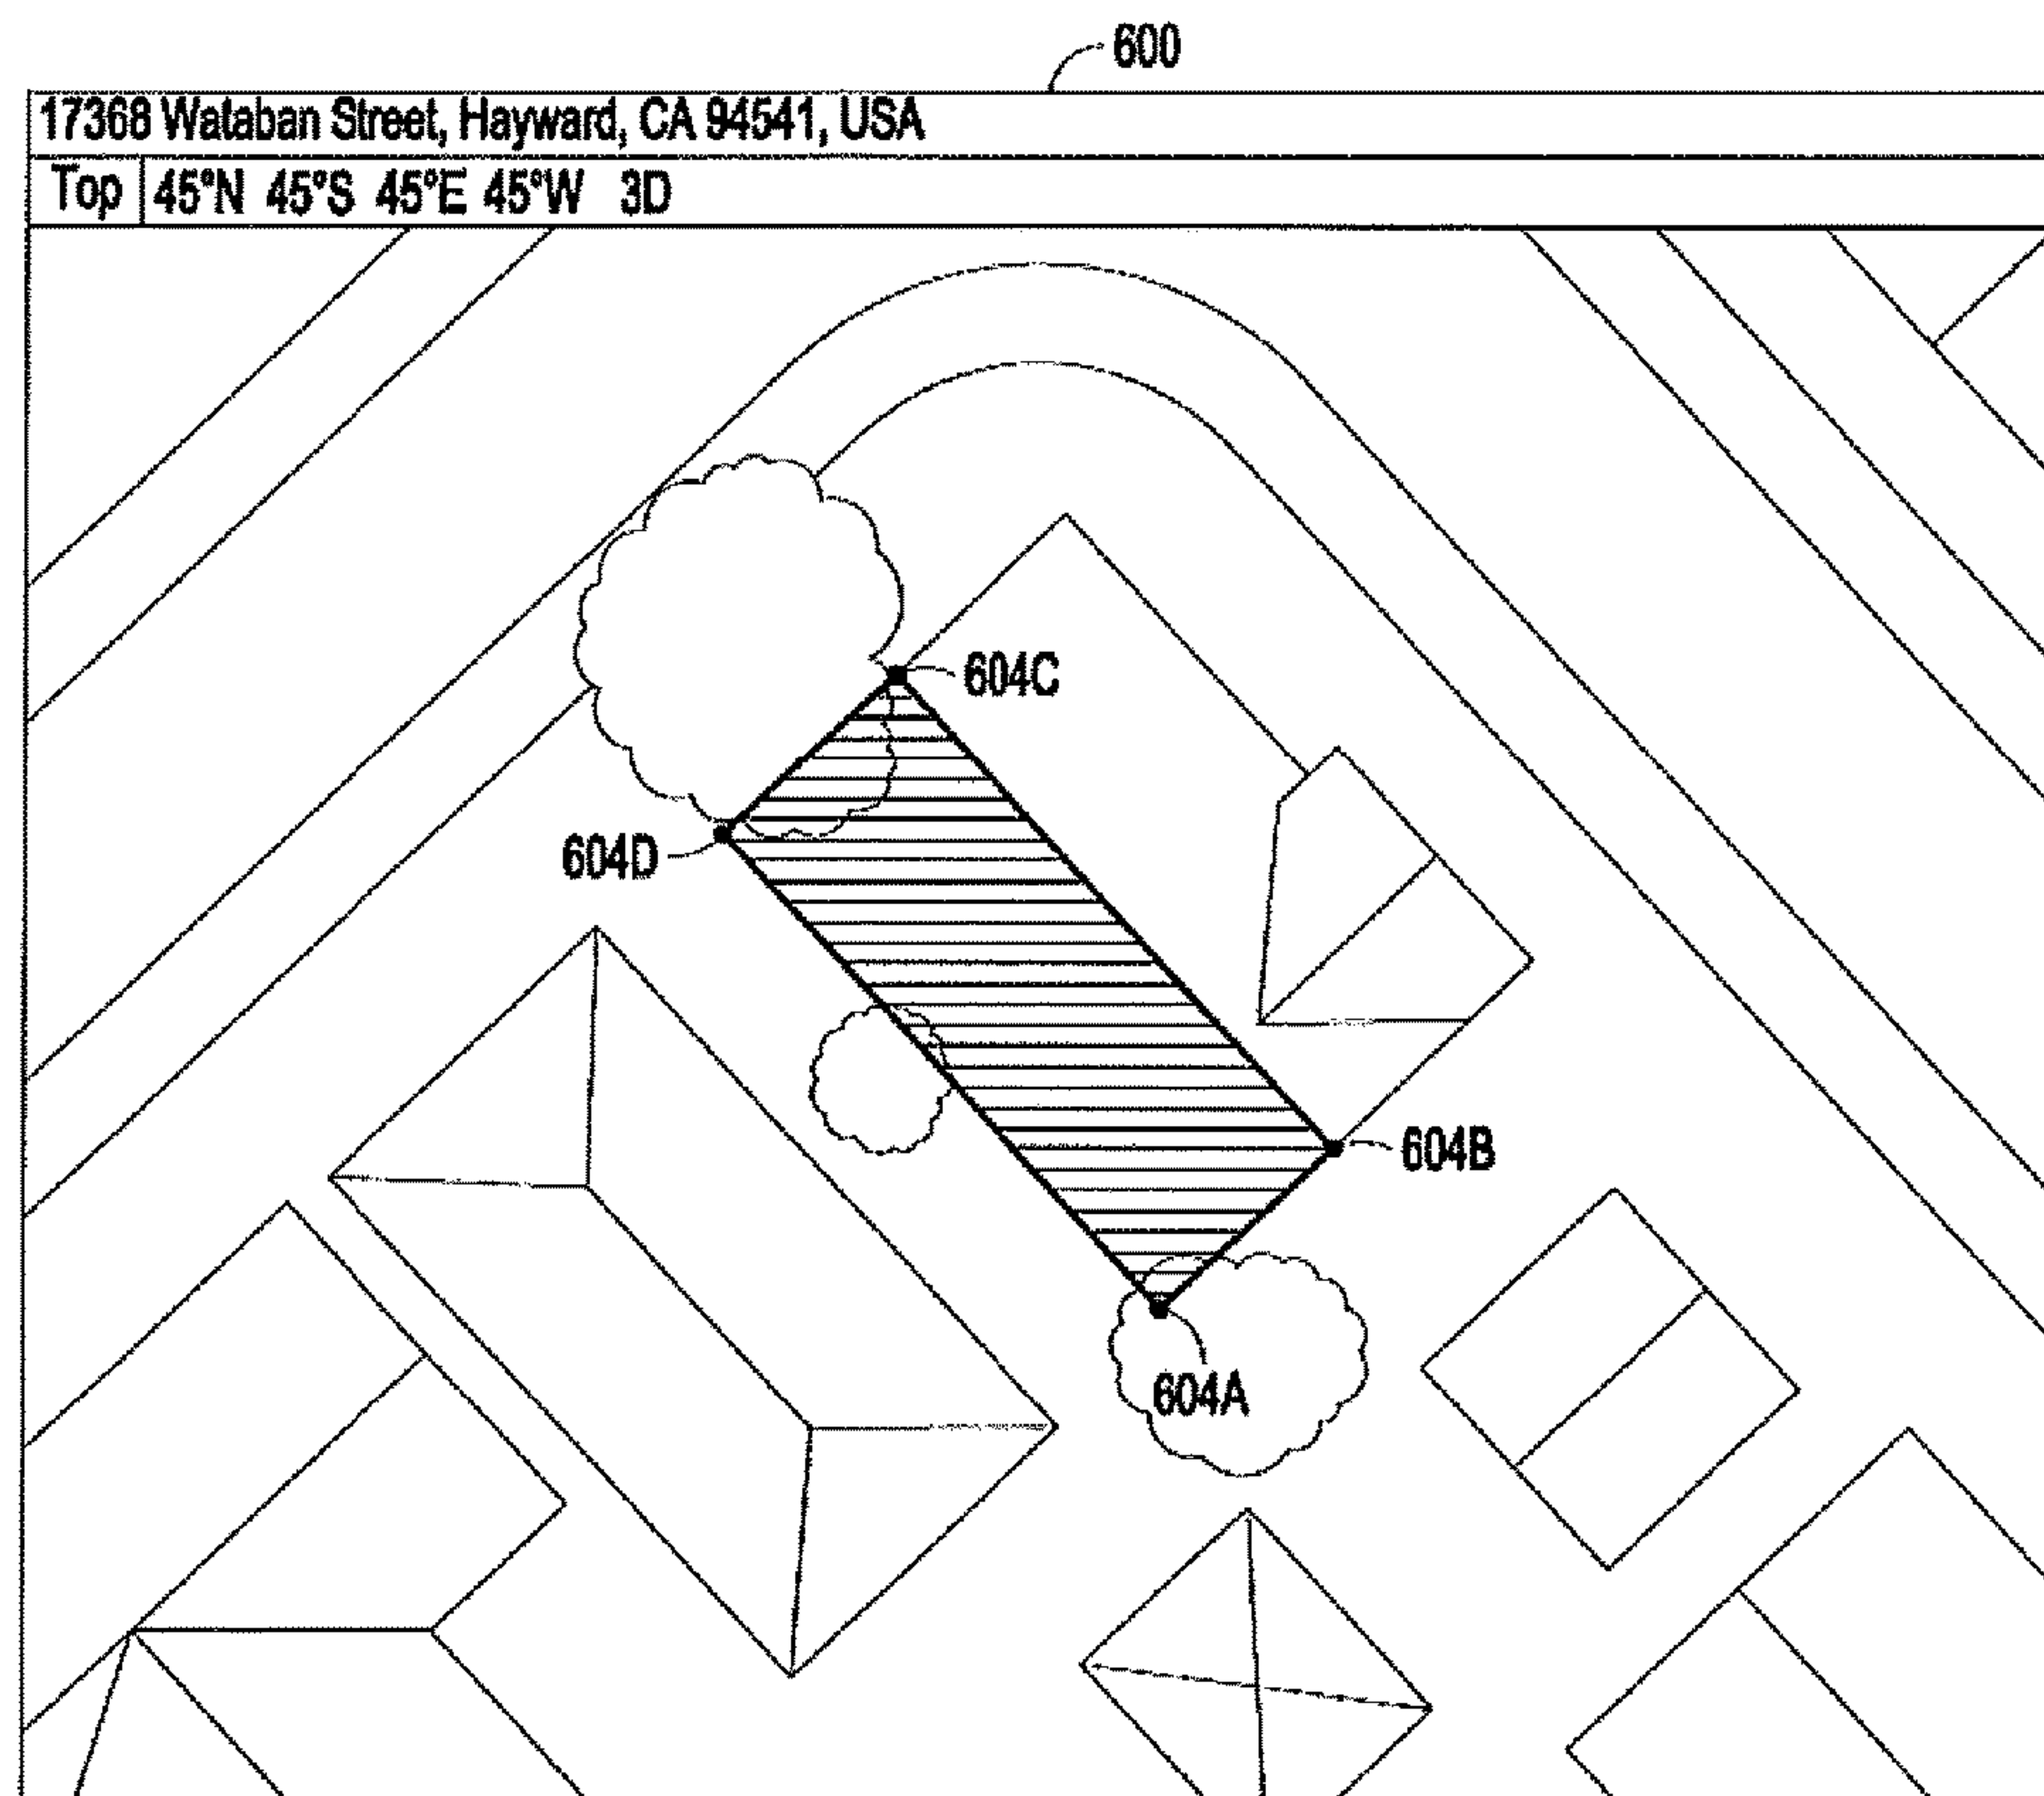 600
17368 Wataban Street, Hayward, CA 94541, USA
Top 45°N 45°S 45°E 45°W 3D
604C
604D
604B
604A